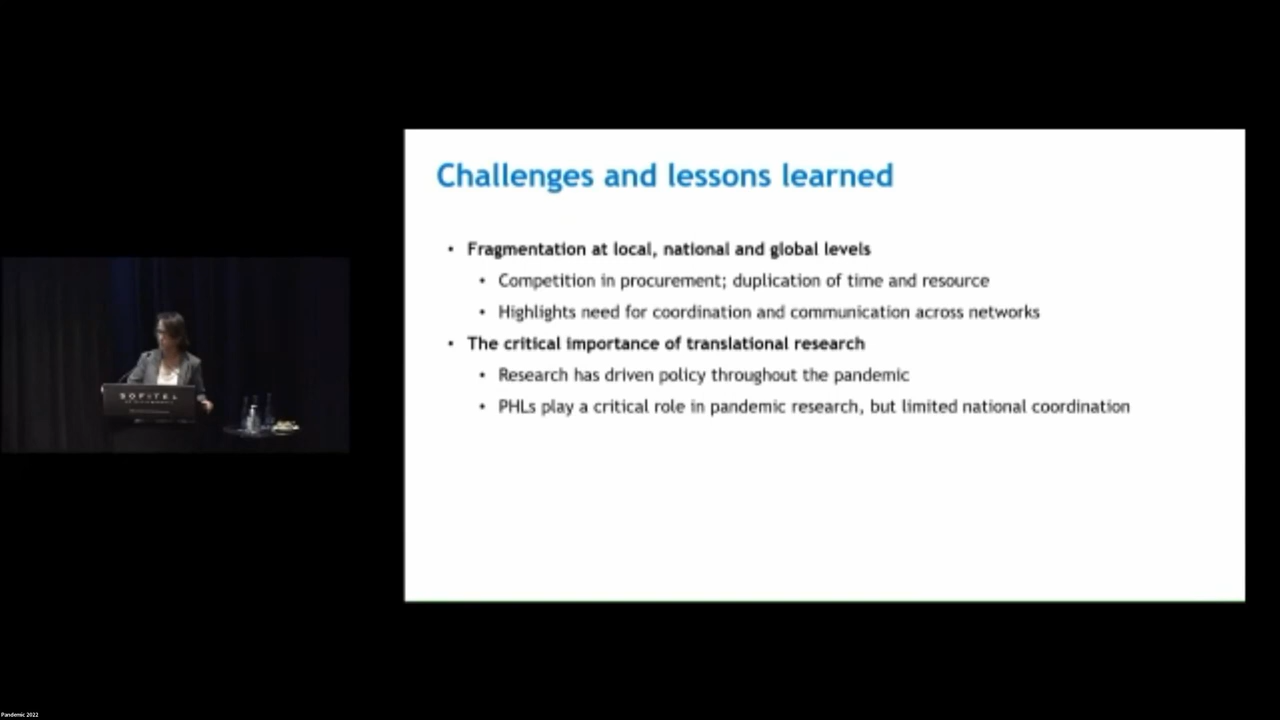 Challenges and lessons learned
• Fragmentation at local, national and global levels
• Competition in procurement; duplication of time and resource
• Highlights need for coordination and communication across networks
• The critical importance of translational research
• Research has driven policy throughout the pandemic
• PHLs play a critical role in pandemic research, but limited national coordination
SOFITEL
Pandemic 2022